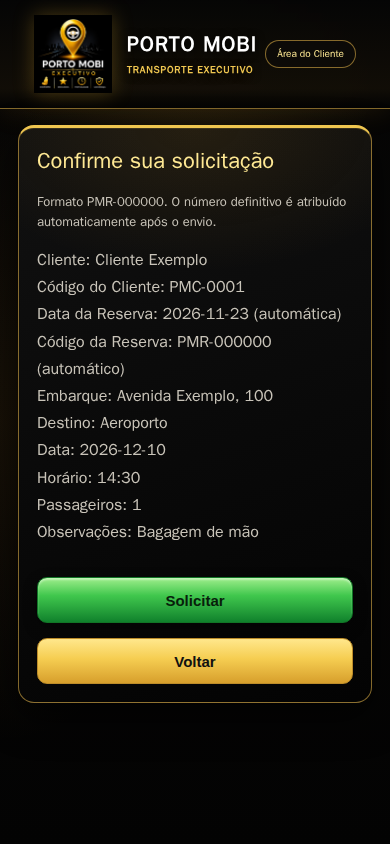 PORTO MOBI
EXECUTIVO
PORTO MOBI
TRANSPORTE EXECUTIVO
Área do Cliente
Confirme sua solicitação
Formato PMR-000000. O número definitivo é atribuído
automaticamente após o envio.
Cliente: Cliente Exemplo
Código do Cliente: PMC-0001
Data da Reserva: 2026-11-23 (automática)
Código da Reserva: PMR-000000
(automático)
Embarque: Avenida Exemplo, 100
Destino: Aeroporto
Data: 2026-12-10
Horário: 14:30
Passageiros: 1
Observações: Bagagem de mão
Solicitar
Voltar